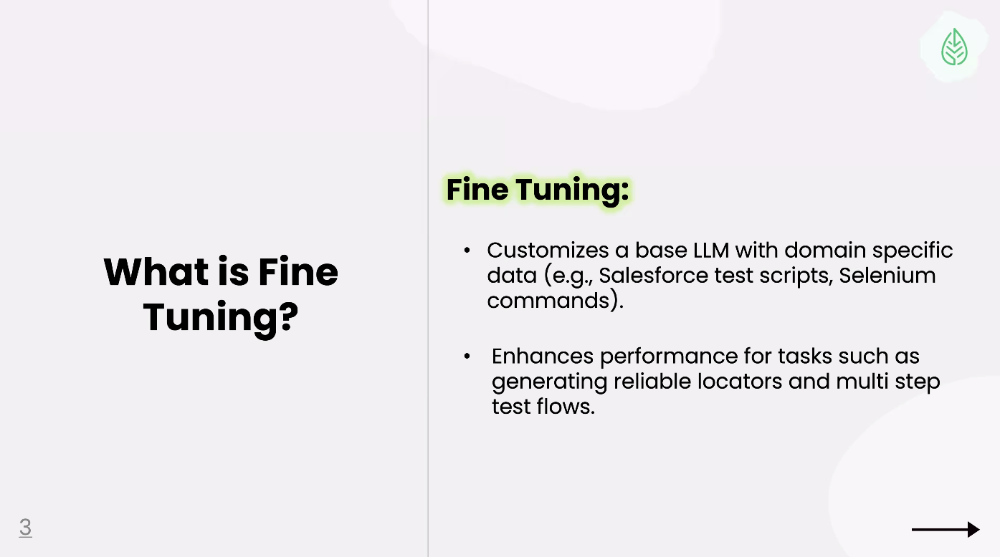 What is Fine
Tuning?
Fine Tuning:
• Customizes a base LLM with domain specific
data (e.g., Salesforce test scripts, Selenium
commands).
• Enhances performance for tasks such as
generating reliable locators and multi step
test flows.
3